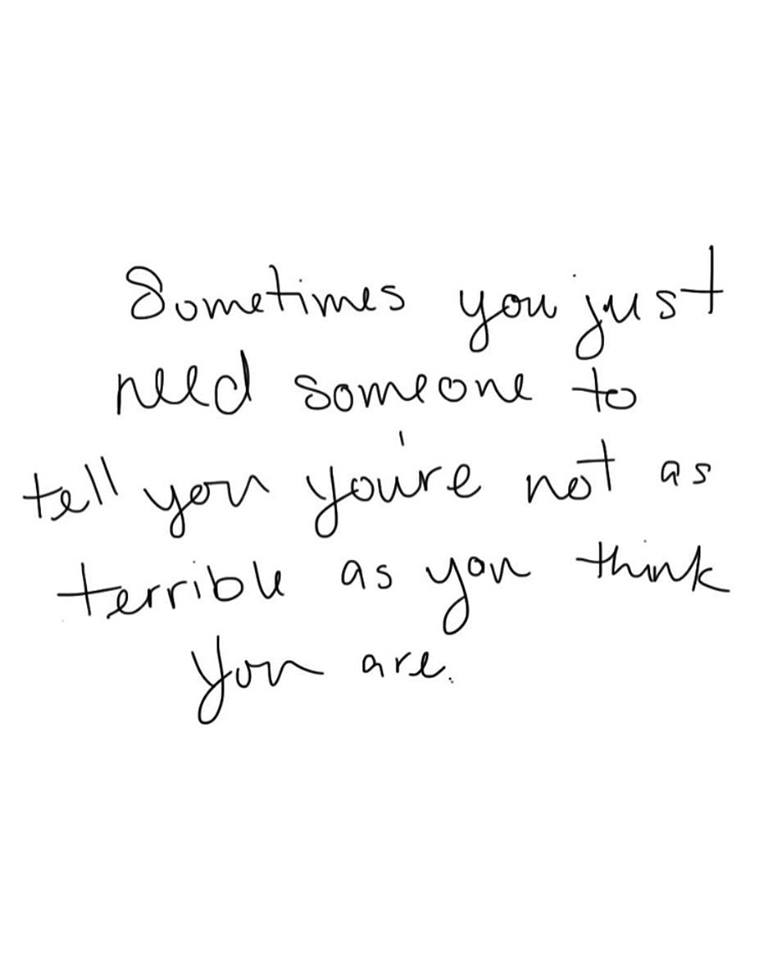 Sometimes you just
need someone to
tell you you're not as
terrible as you think
you are.